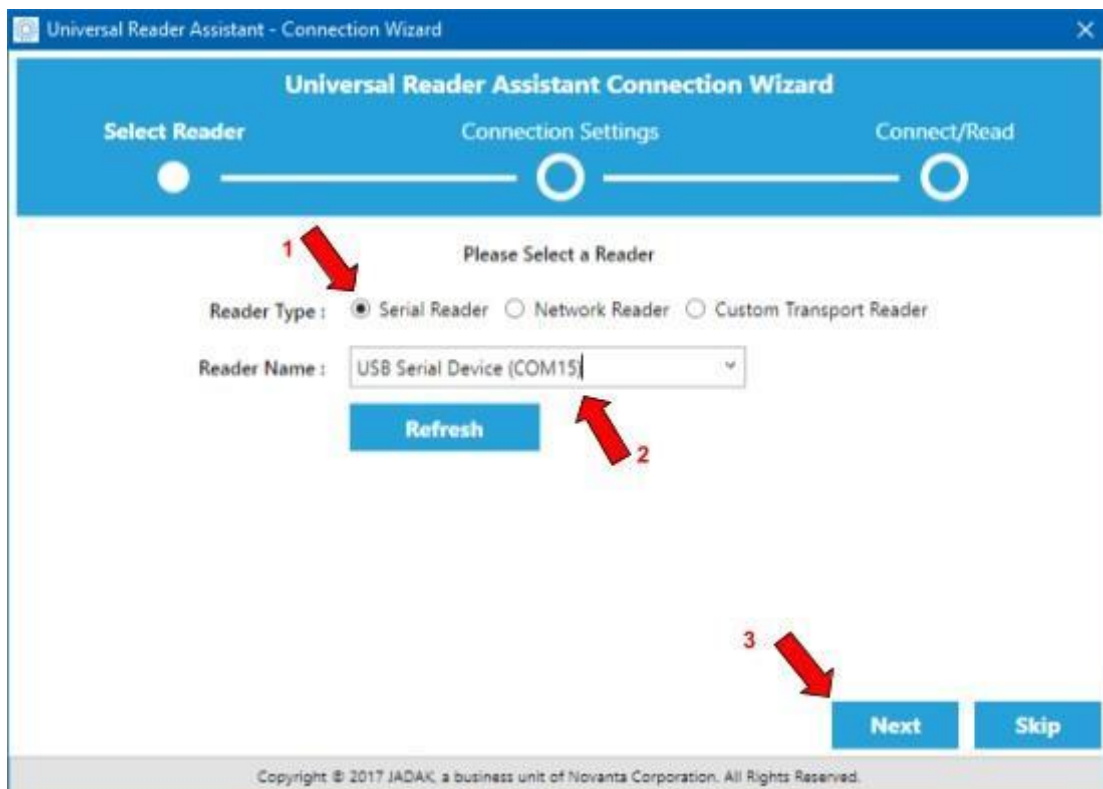 Universal Reader Assistant - Connection Wizard
Universal Reader Assistant Connection Wizard
Select Reader Connection Settings Connect/Read
1 Please Select a Reader
Reader Type : Serial Reader Network Reader Custom Transport Reader
Reader Name : USB Serial Device (COM15)
Refresh
2
3
Next Skip
Copyright © 2017 JADAK, a business unit of Novanta Corporation. All Rights Reserved.